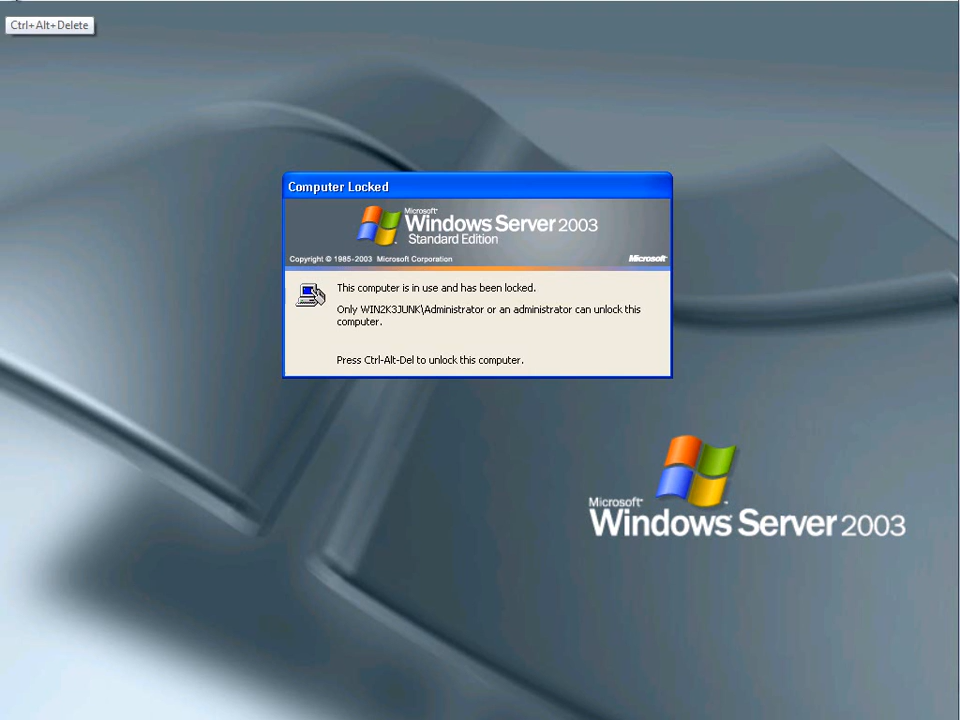 Ctrl+Alt+Delete
Computer Locked
Microsoft
Windows Server 2003
Standard Edition
Copyright © 1985-2003 Microsoft Corporation
Microsoft
This computer is in use and has been locked.
Only WIN2K3JUNK\Administrator or an administrator can unlock this
computer.
Press Ctrl-Alt-Del to unlock this computer.
Microsoft
Windows Server 2003